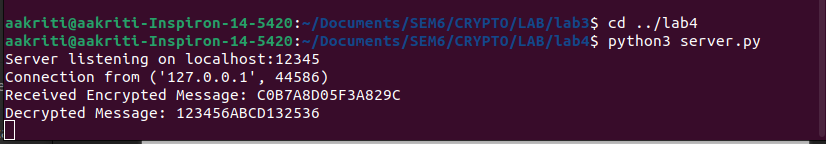 aakriti@aakriti-Inspiron-14-5420:~/Documents/SEM6/CRYPTO/LAB/lab3$ cd ../lab4
aakriti@aakriti-Inspiron-14-5420:~/Documents/SEM6/CRYPTO/LAB/lab4$ python3 server.py
Server listening on localhost:12345
Connection from ('127.0.0.1', 44586)
Received Encrypted Message: C0B7A8D05F3A829C
Decrypted Message: 123456ABCD132536